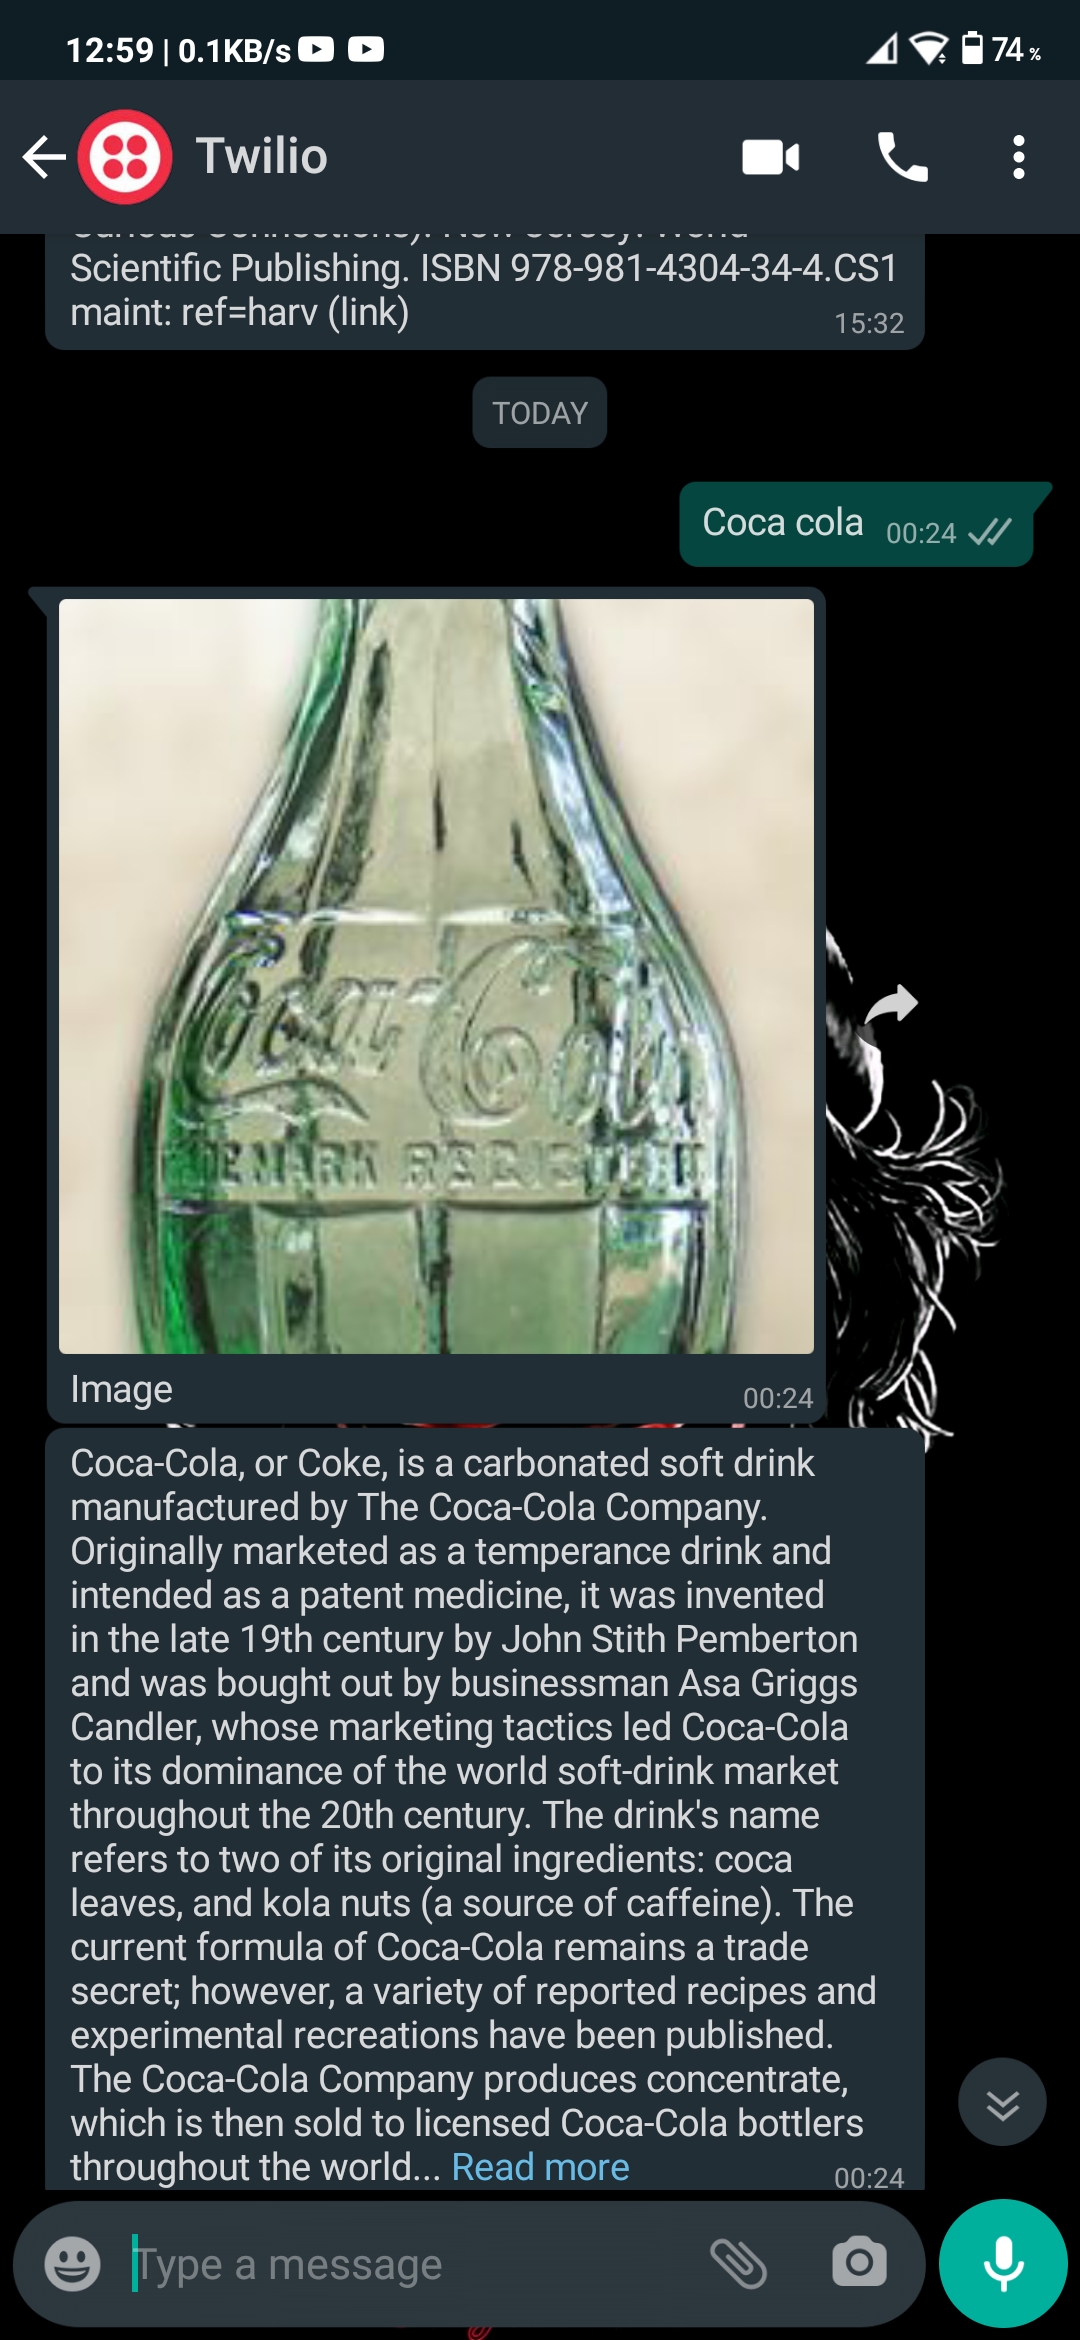 12:59 | 0.1KB/s
74 %
Twilio
Scientific Publishing. ISBN 978-981-4304-34-4.CS1
maint: ref=harv (link)
15:32
TODAY
Coca cola 00:24
Coca-Cola
EMARK REGISTERED
Image
00:24
Coca-Cola, or Coke, is a carbonated soft drink
manufactured by The Coca-Cola Company.
Originally marketed as a temperance drink and
intended as a patent medicine, it was invented
in the late 19th century by John Stith Pemberton
and was bought out by businessman Asa Griggs
Candler, whose marketing tactics led Coca-Cola
to its dominance of the world soft-drink market
throughout the 20th century. The drink's name
refers to two of its original ingredients: coca
leaves, and kola nuts (a source of caffeine). The
current formula of Coca-Cola remains a trade
secret; however, a variety of reported recipes and
experimental recreations have been published.
The Coca-Cola Company produces concentrate,
which is then sold to licensed Coca-Cola bottlers
throughout the world... Read more
00:24
Type a message